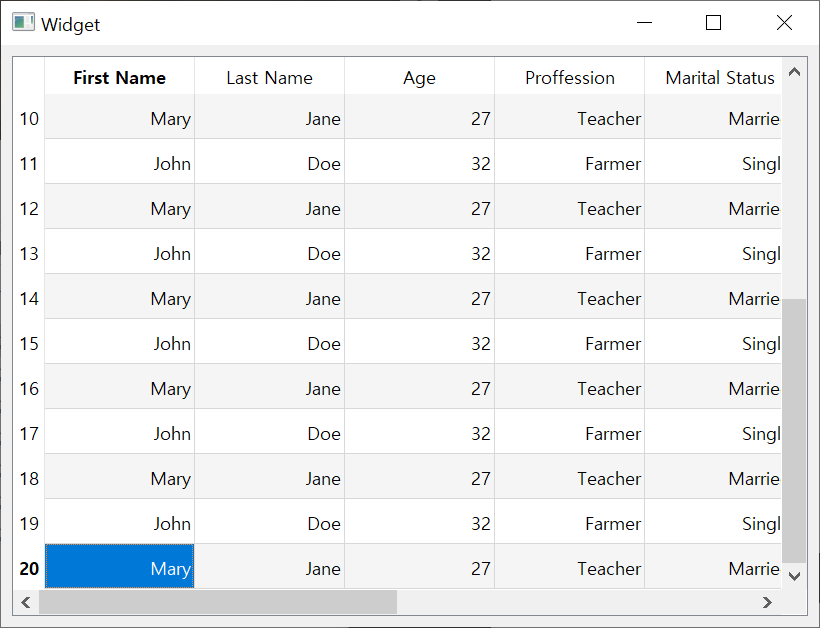 Widget
First Name Last Name Age Proffession Marital Status
10 Mary Jane 27 Teacher Marrie
11 John Doe 32 Farmer Singl
12 Mary Jane 27 Teacher Marrie
13 John Doe 32 Farmer Singl
14 Mary Jane 27 Teacher Marrie
15 John Doe 32 Farmer Singl
16 Mary Jane 27 Teacher Marrie
17 John Doe 32 Farmer Singl
18 Mary Jane 27 Teacher Marrie
19 John Doe 32 Farmer Singl
20 Mary Jane 27 Teacher Marrie